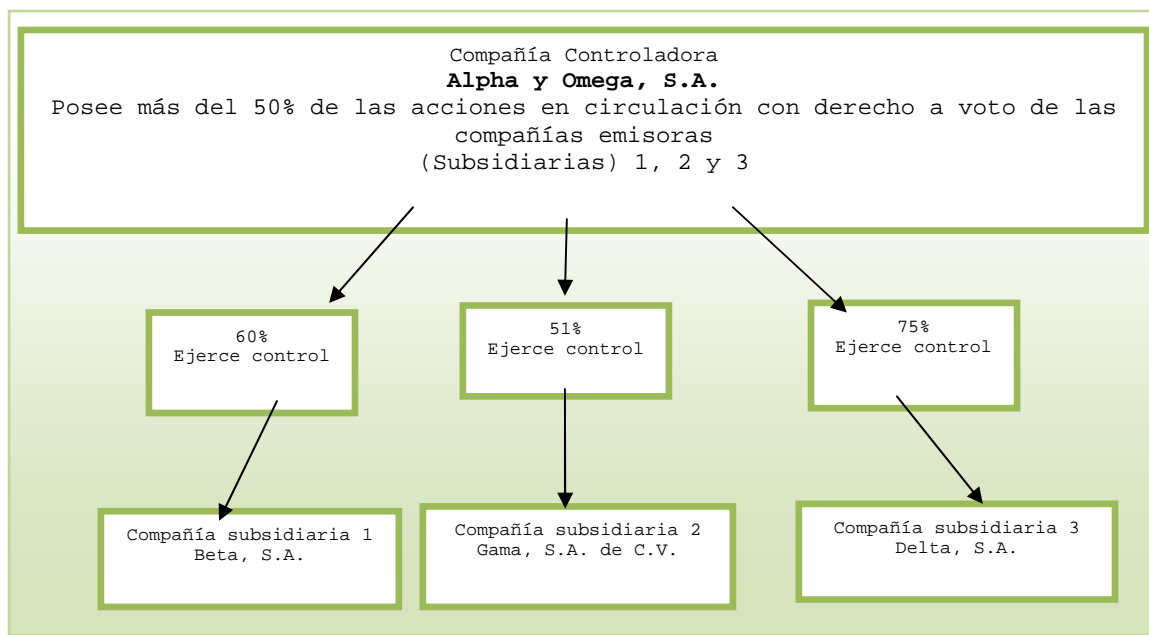 Compañía Controladora
Alpha y Omega, S.A.
Posee más del 50% de las acciones en circulación con derecho a voto de las
compañías emisoras
(Subsidiarias) 1, 2 y 3
60%
Ejerce control
51%
Ejerce control
75%
Ejerce control
Compañía subsidiaria 1
Beta, S.A.
Compañía subsidiaria 2
Gama, S.A. de C.V.
Compañía subsidiaria 3
Delta, S.A.